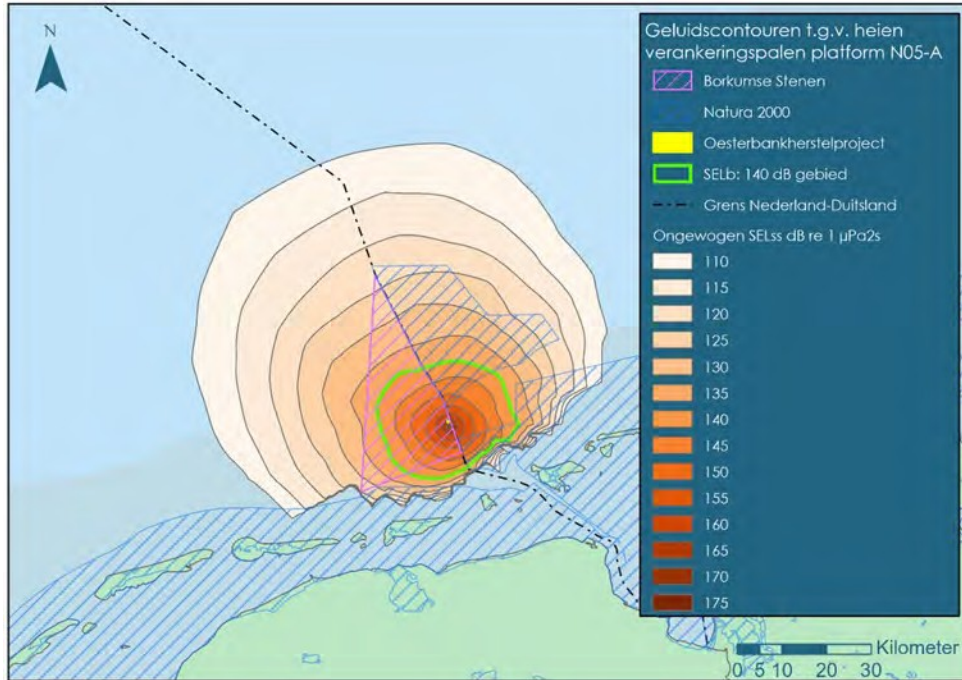 N
Geluidscontouren t.g.v. heien
verankeringspalen platform N05-A
Borkumse Stenen
Natura 2000
Oesterbankherstelproject
SELb: 140 dB gebied
Grens Nederland-Duitsland
Ongewogen SELss dB re 1 µPa2s
110
115
120
125
130
135
140
145
150
155
160
165
170
175
Kilometer
0 5 10 20 30